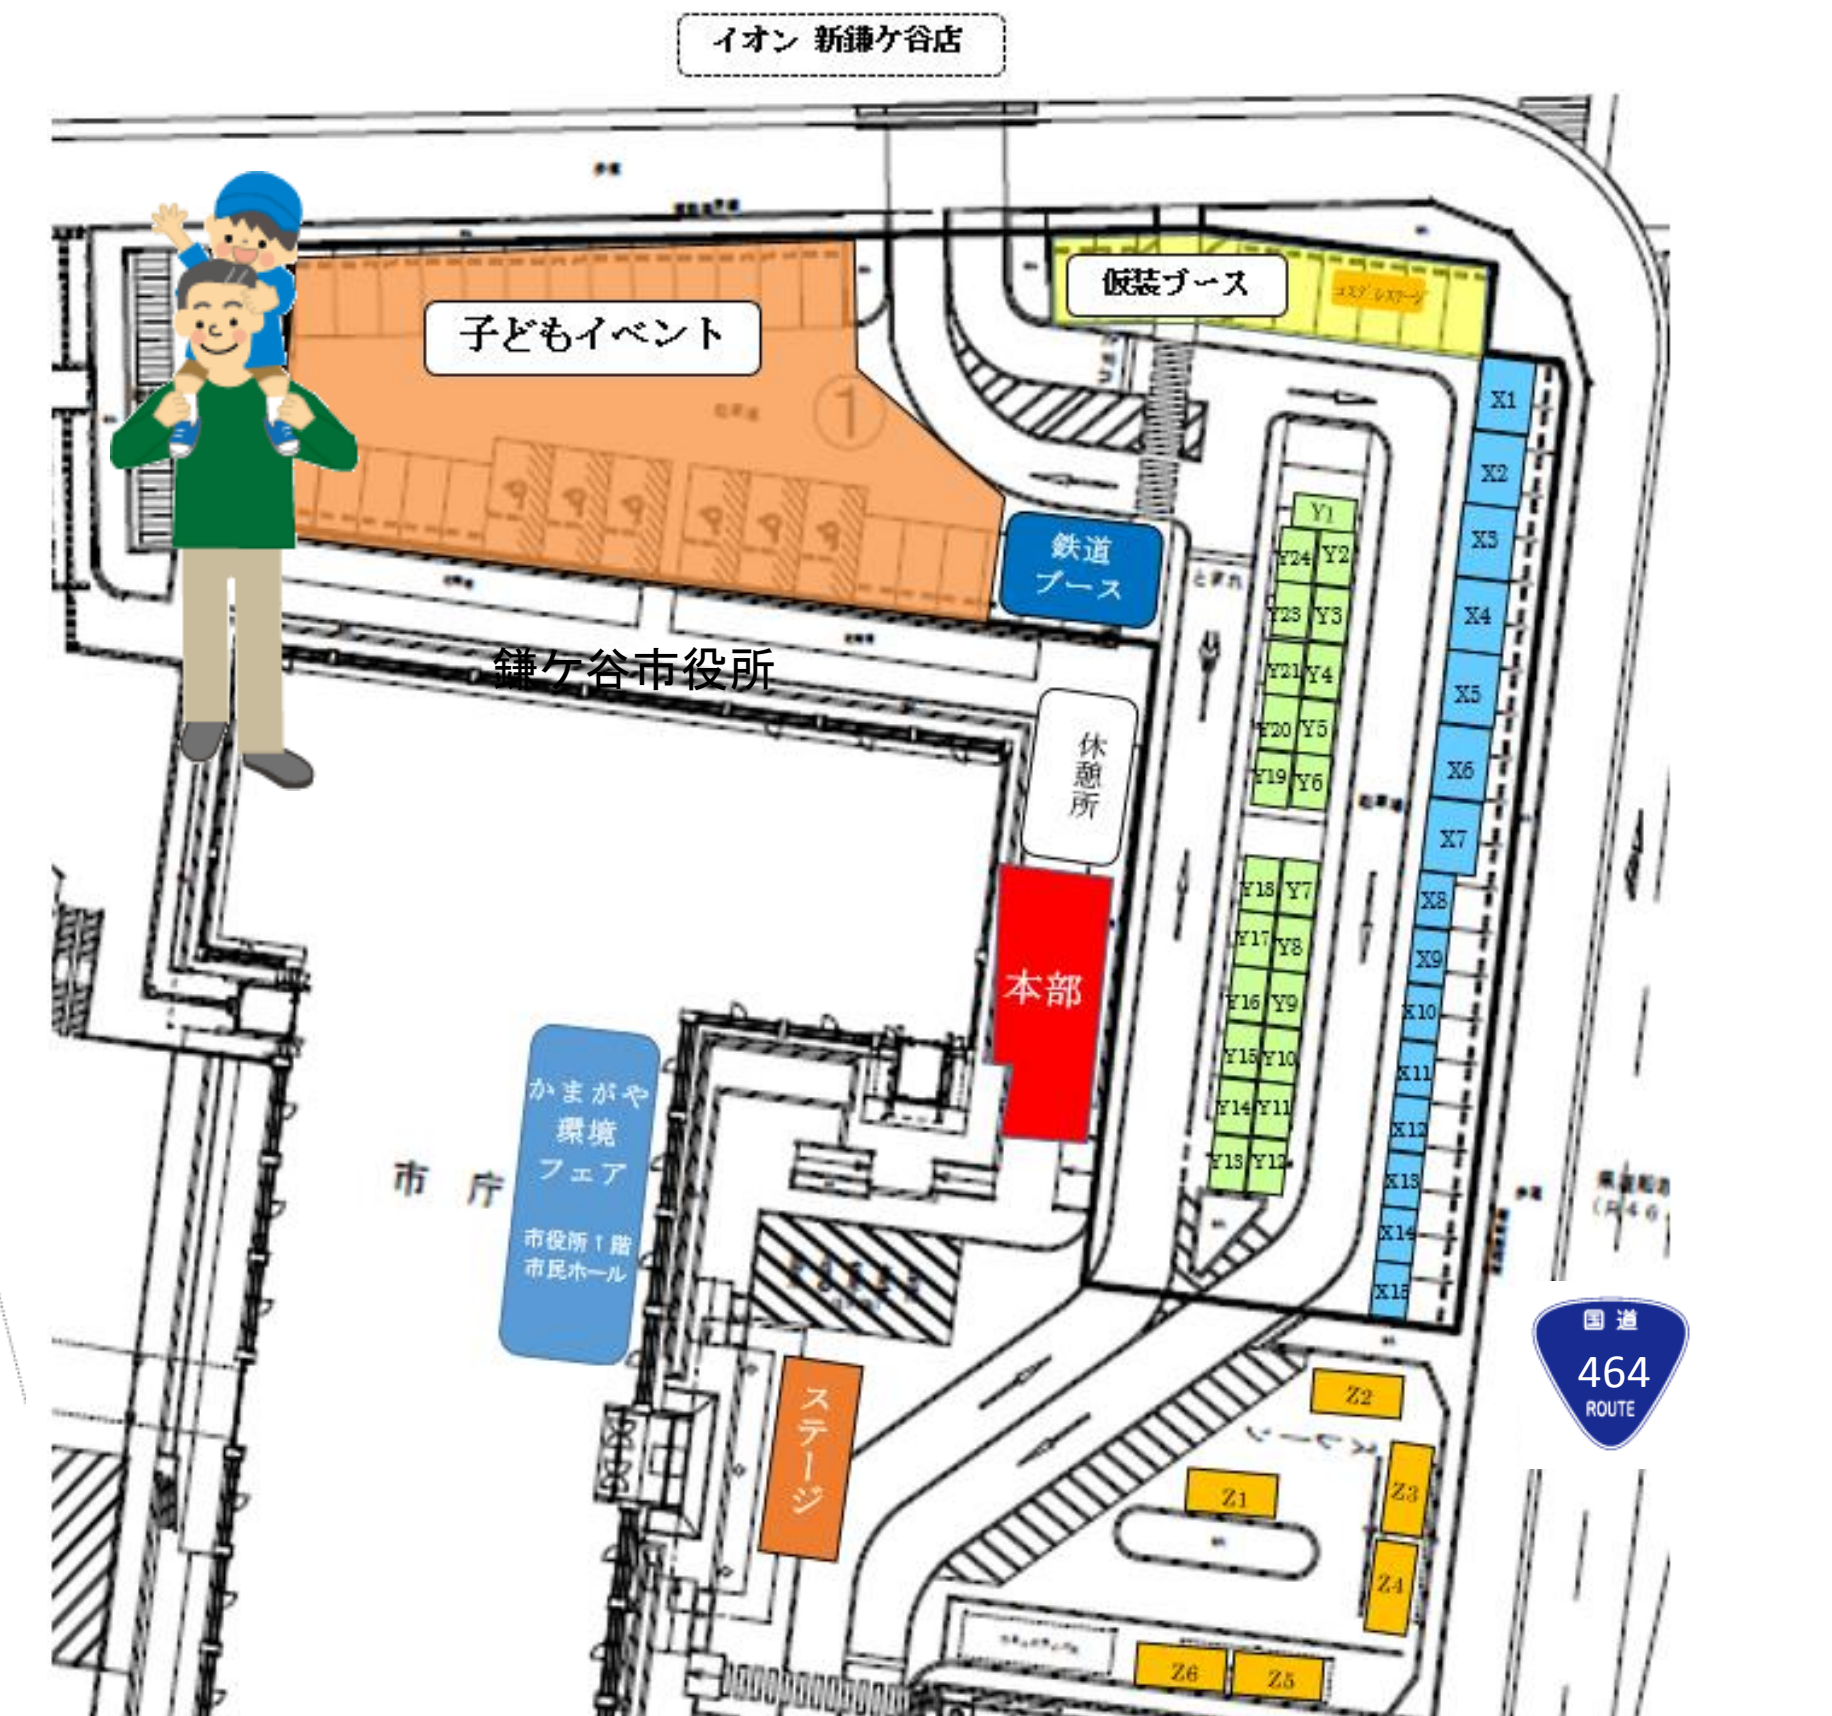 イオン 新鎌ケ谷店
仮装ブース
子どもイベント
①
鉄道
ブース
とまれ
鎌ケ谷市役所
休憩所
本部
かまがや
環境
フェア
市役所1階
市民ホール
市 庁
ステージ
X1
X2
X3
X4
X5
X6
X7
X8
X9
X10
X11
X12
X13
X14
X15
Y1
Y24 Y2
Y23 Y3
Y21 Y4
Y20 Y5
Y19 Y6
Y18 Y7
Y17 Y8
Y16 Y9
Y15 Y10
Y14 Y11
Y13 Y12
国道
464
ROUTE
Z2
Z3
Z1
Z4
Z6
Z5